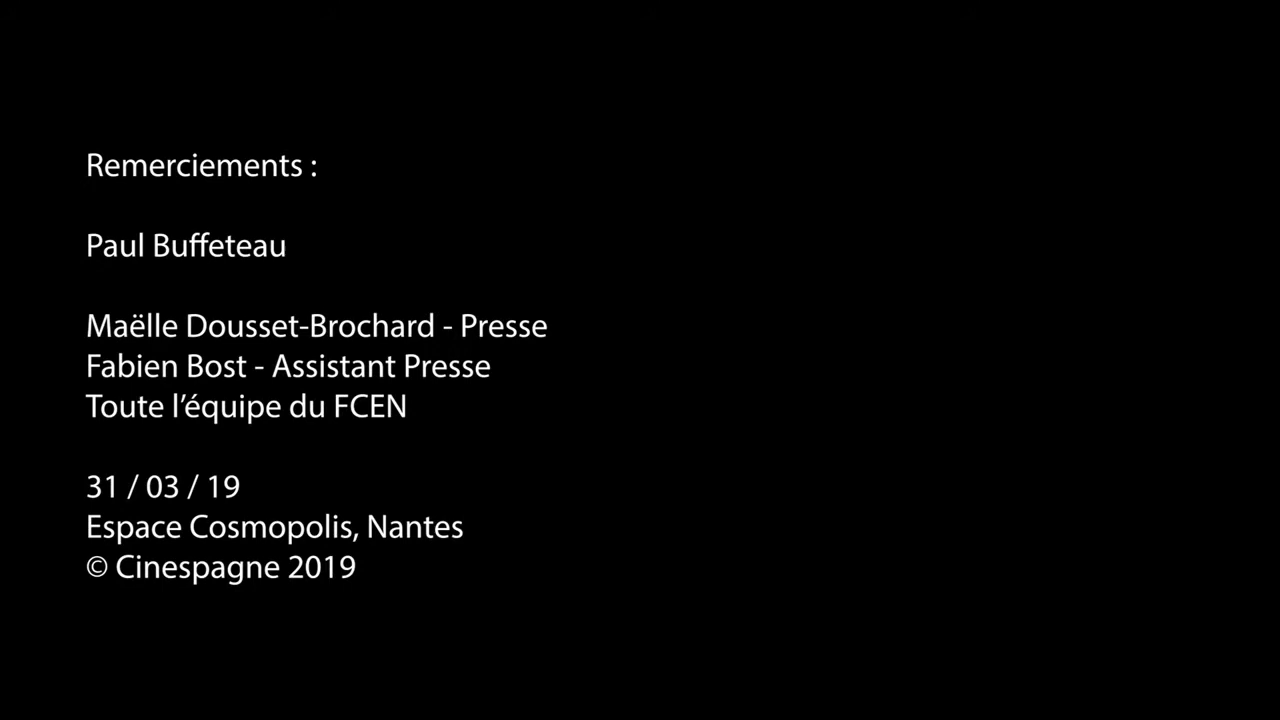 Remerciements :
Paul Buffeteau
Maëlle Dousset-Brochard - Presse
Fabien Bost - Assistant Presse
Toute l’équipe du FCEN
31 / 03 / 19
Espace Cosmopolis, Nantes
© Cinespagne 2019